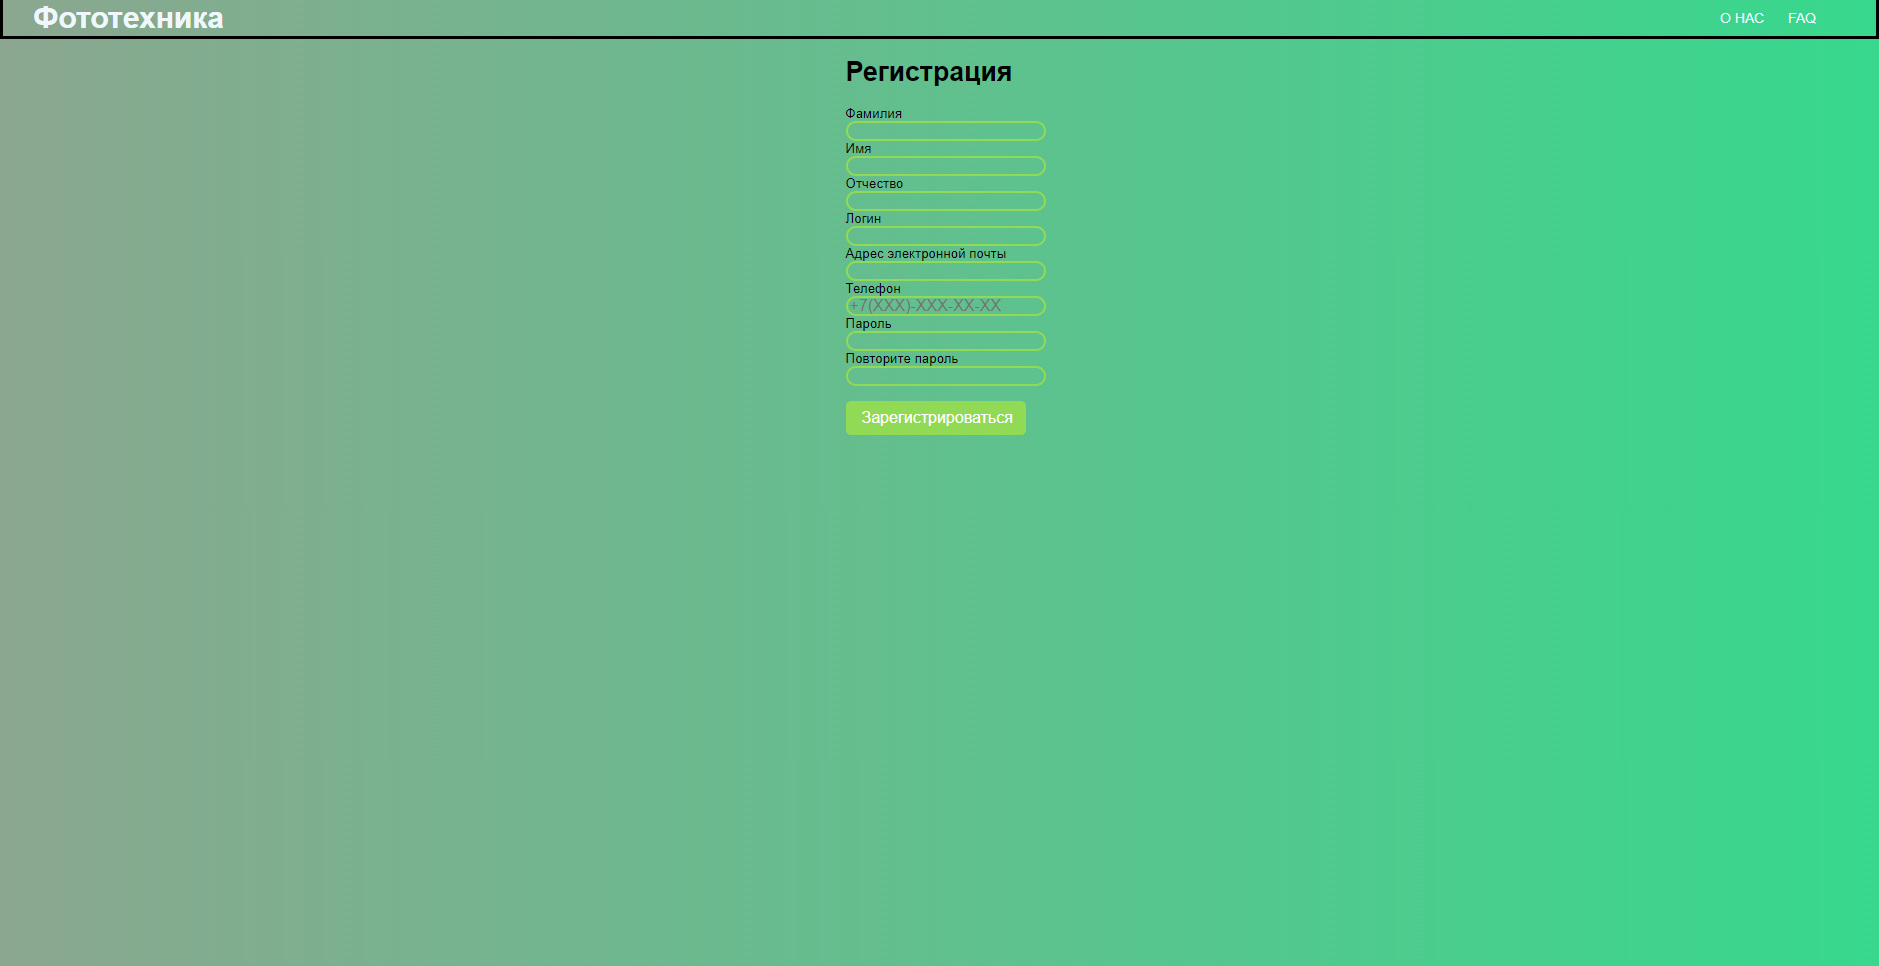 Фототехника
О НАС FAQ
Регистрация
Фамилия
Имя
Отчество
Логин
Адрес электронной почты
Телефон
+7(XXX)-XXX-XX-XX
Пароль
Повторите пароль
Зарегистрироваться